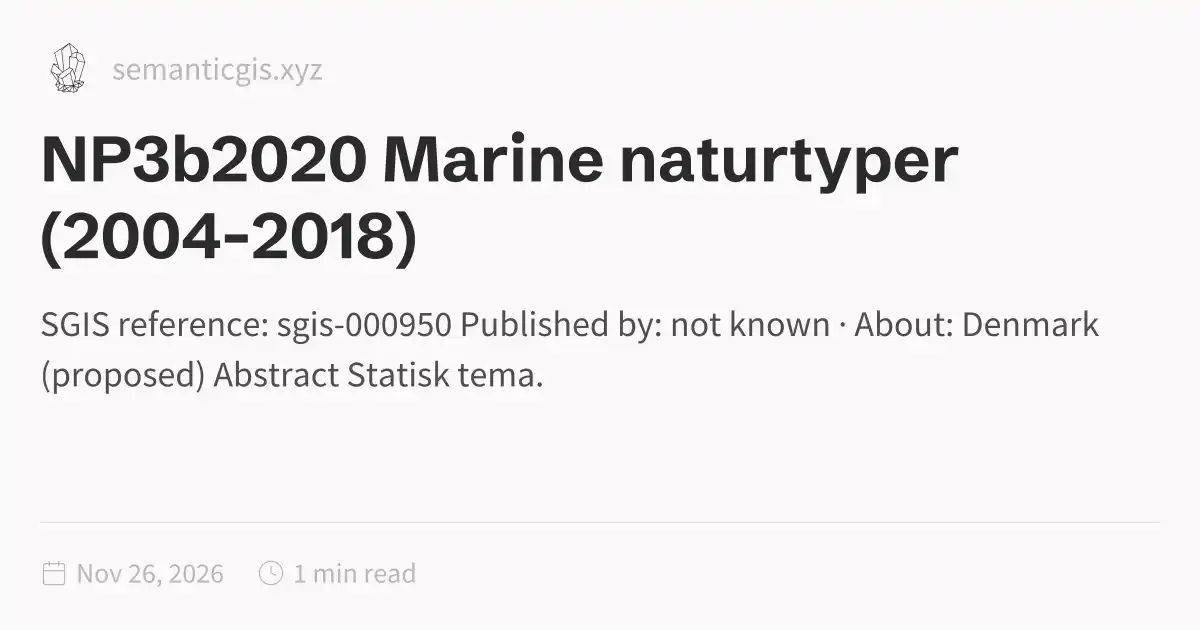 semanticgis.xyz
NP3b2020 Marine naturtyper
(2004-2018)
SGIS reference: sgis-000950 Published by: not known · About: Denmark
(proposed) Abstract Statisk tema.
Nov 26, 2026 1 min read